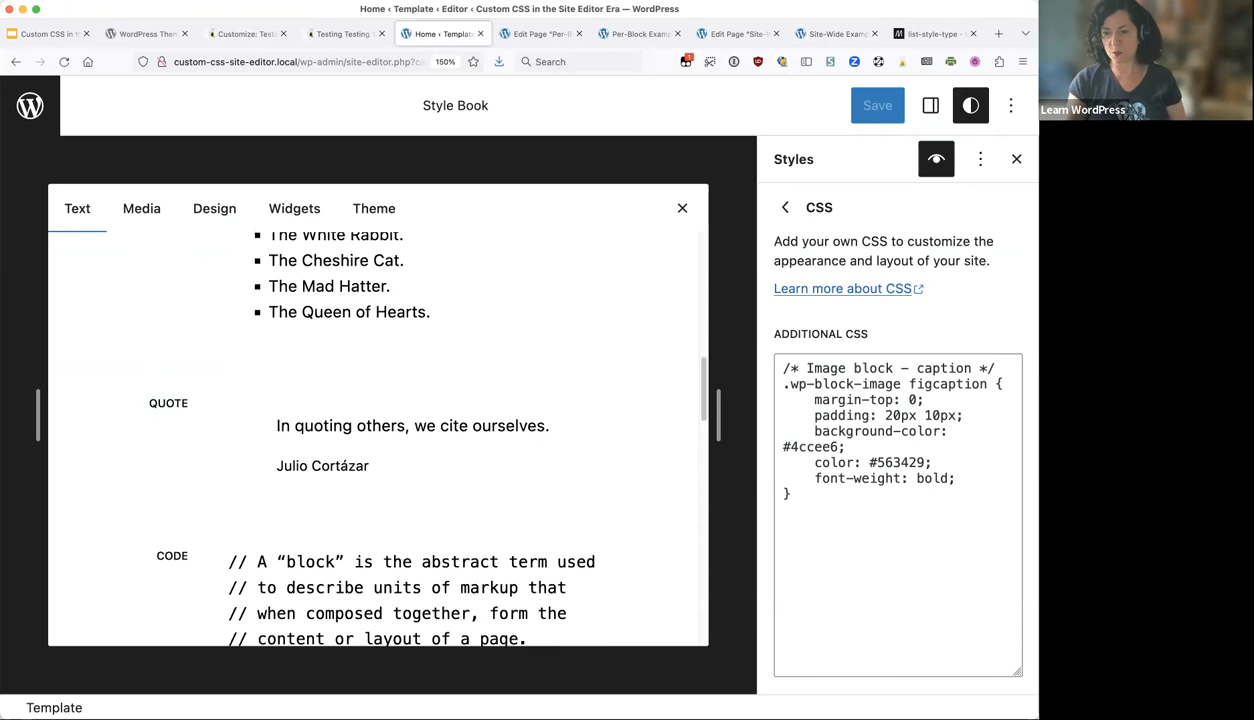 Home ‹ Template ‹ Editor ‹ Custom CSS in the Site Editor Era — WordPress
Custom CSS in th
WordPress Them
Customize: Testi
Testing Testing
Home ‹ Templat
Edit Page "Per-B
Per-Block Exam
Edit Page "Site-W
Site-Wide Exam
list-style-type -
custom-css-site-editor.local/wp-admin/site-editor.php?ca
150%
Search
Style Book
Save
Learn WordPress
Styles
Text
Media
Design
Widgets
Theme
CSS
Add your own CSS to customize the
appearance and layout of your site.
Learn more about CSS
ADDITIONAL CSS
/* Image block - caption */
.wp-block-image figcaption {
margin-top: 0;
padding: 20px 10px;
background-color:
#4ccee6;
color: #563429;
font-weight: bold;
}
The White Rabbit.
The Cheshire Cat.
The Mad Hatter.
The Queen of Hearts.
QUOTE
In quoting others, we cite ourselves.
Julio Cortázar
CODE
// A “block” is the abstract term used
// to describe units of markup that
// when composed together, form the
// content or layout of a page.
Template